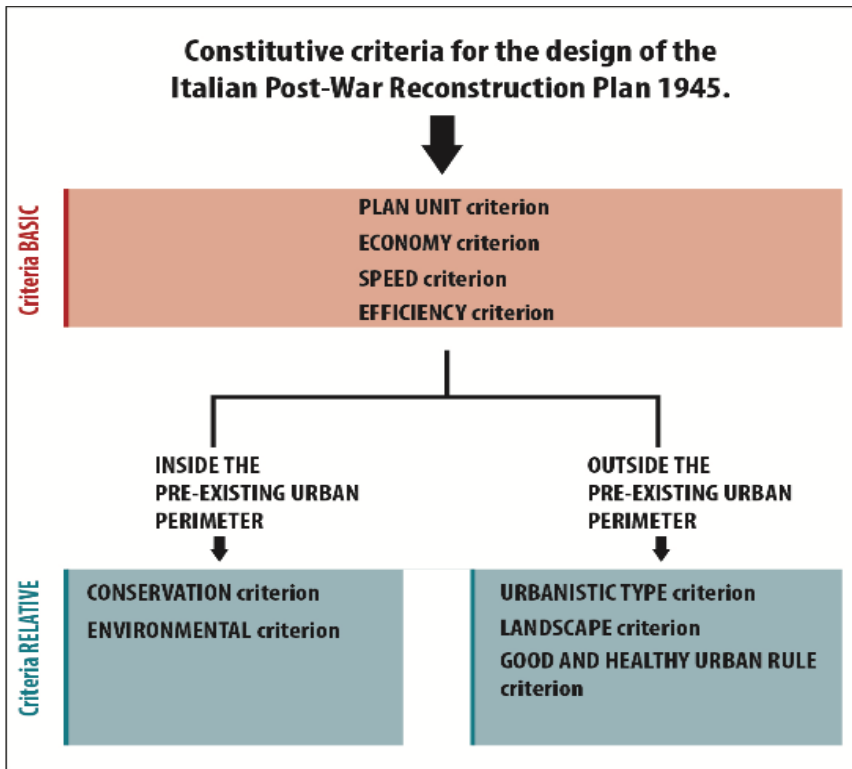 Constitutive criteria for the design of the
Italian Post-War Reconstruction Plan 1945.
Criteria BASIC
PLAN UNIT criterion
ECONOMY criterion
SPEED criterion
EFFICIENCY criterion
INSIDE THE
PRE-EXISTING URBAN
PERIMETER
OUTSIDE THE
PRE-EXISTING URBAN
PERIMETER
Criteria RELATIVE
CONSERVATION criterion
ENVIRONMENTAL criterion
URBANISTIC TYPE criterion
LANDSCAPE criterion
GOOD AND HEALTHY URBAN RULE
criterion